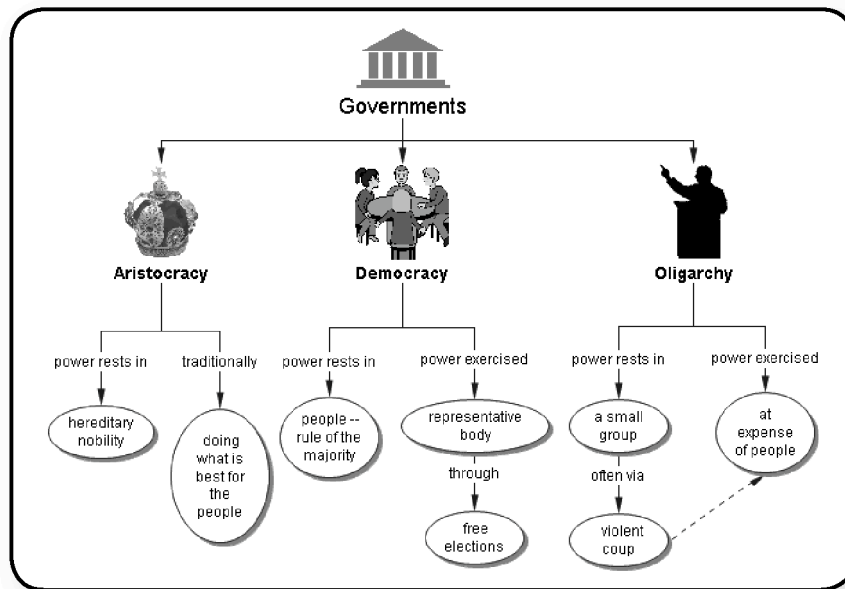 Governments
Aristocracy
Democracy
Oligarchy
power rests in
traditionally
power rests in
power exercised
power rests in
power exercised
hereditary
nobility
doing
what is
best for
the
people
people --
rule of the
majority
representative
body
through
free
elections
a small
group
often via
violent
coup
at
expense
of people